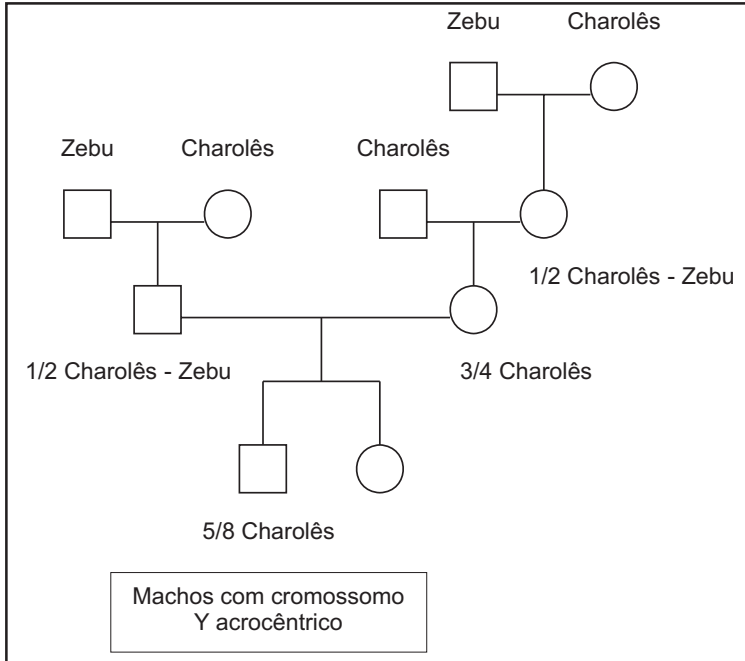 Zebu Charolês
Zebu Charolês Charolês
1/2 Charolês - Zebu
1/2 Charolês - Zebu 3/4 Charolês
5/8 Charolês
Machos com cromossomo
Y acrocêntrico